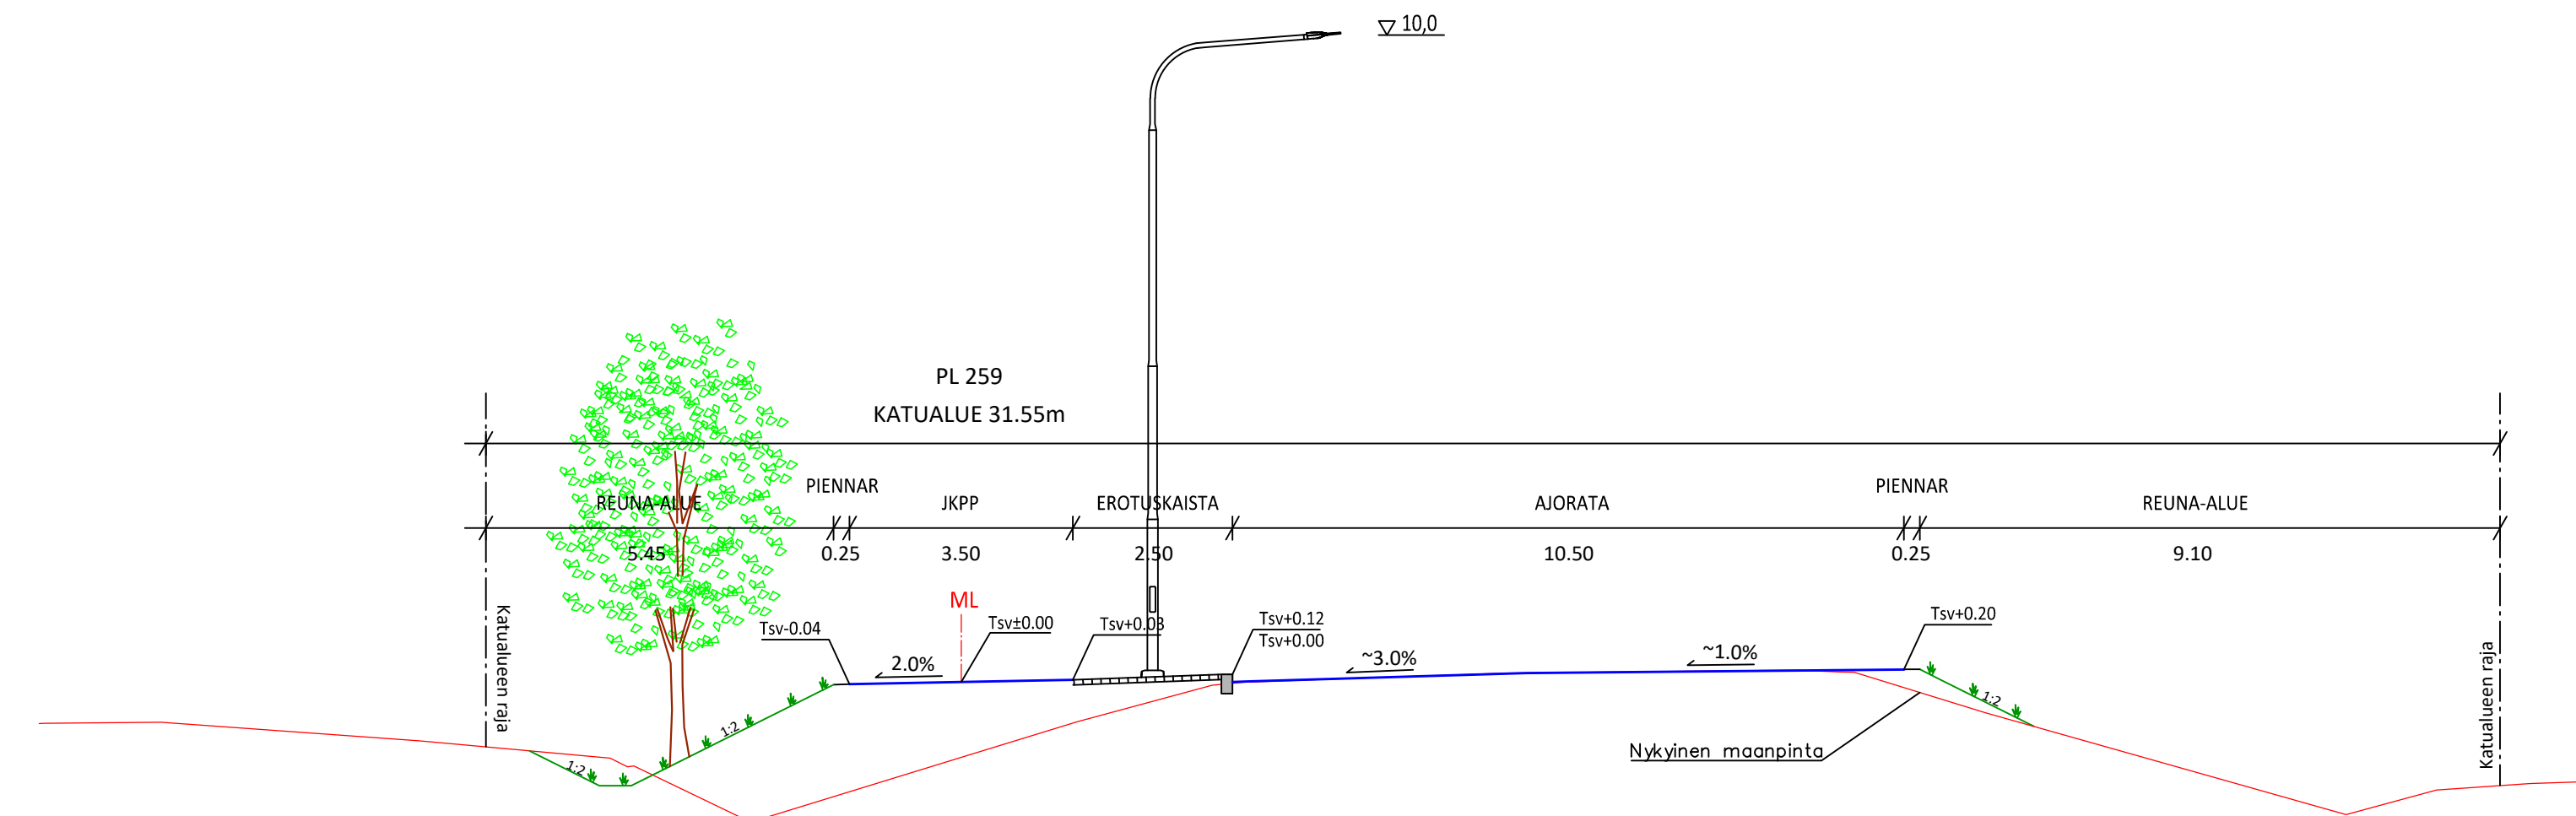 10,0
PL 259
KATUALUE 31.55m
PIENNAR
PIENNAR
REUNA-ALUE
JKPP
EROTUSKAISTA
AJORATA
REUNA-ALUE
5.45
0.25
3.50
2.50
10.50
0.25
9.10
ML
Katualueen raja
Tsv-0.04
Tsv±0.00
Tsv+0.03
Tsv+0.12
Tsv+0.00
Tsv+0.20
Katualueen raja
2.0%
~3.0%
~1.0%
1:2
1:2
1:2
Nykyinen maanpinta